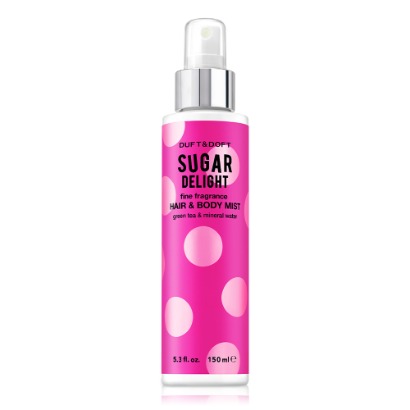 DUFT&DOFT
SUGAR
DELIGHT
fine fragrance
HAIR & BODY MIST
green tea & mineral water
5.3 fl. oz. 150ml℮